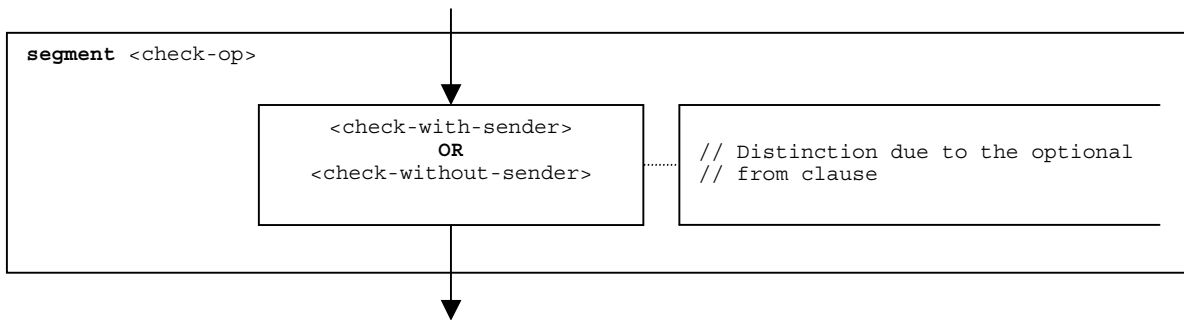 segment <check-op>
<check-with-sender>
OR
<check-without-sender>
// Distinction due to the optional
// from clause